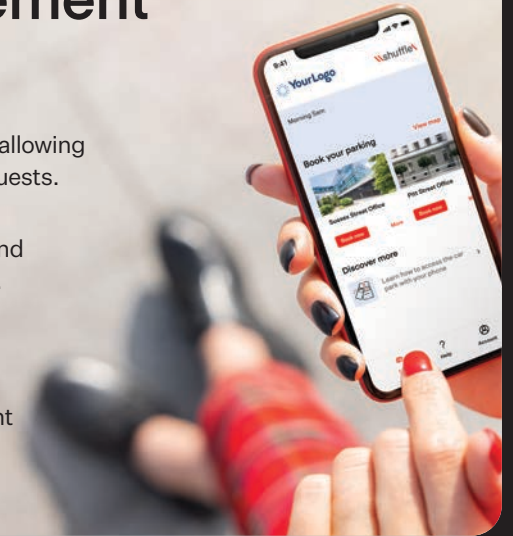 ement
allowing
uests.
nd
nt
9:41
YourLogo
\\shuffle\
Morning Sam
View map
Book your parking
Sussex Street Office
Pitt Street Office
Book now
More
Book now
Discover more
Learn how to access the car
park with your phone
Help
Account